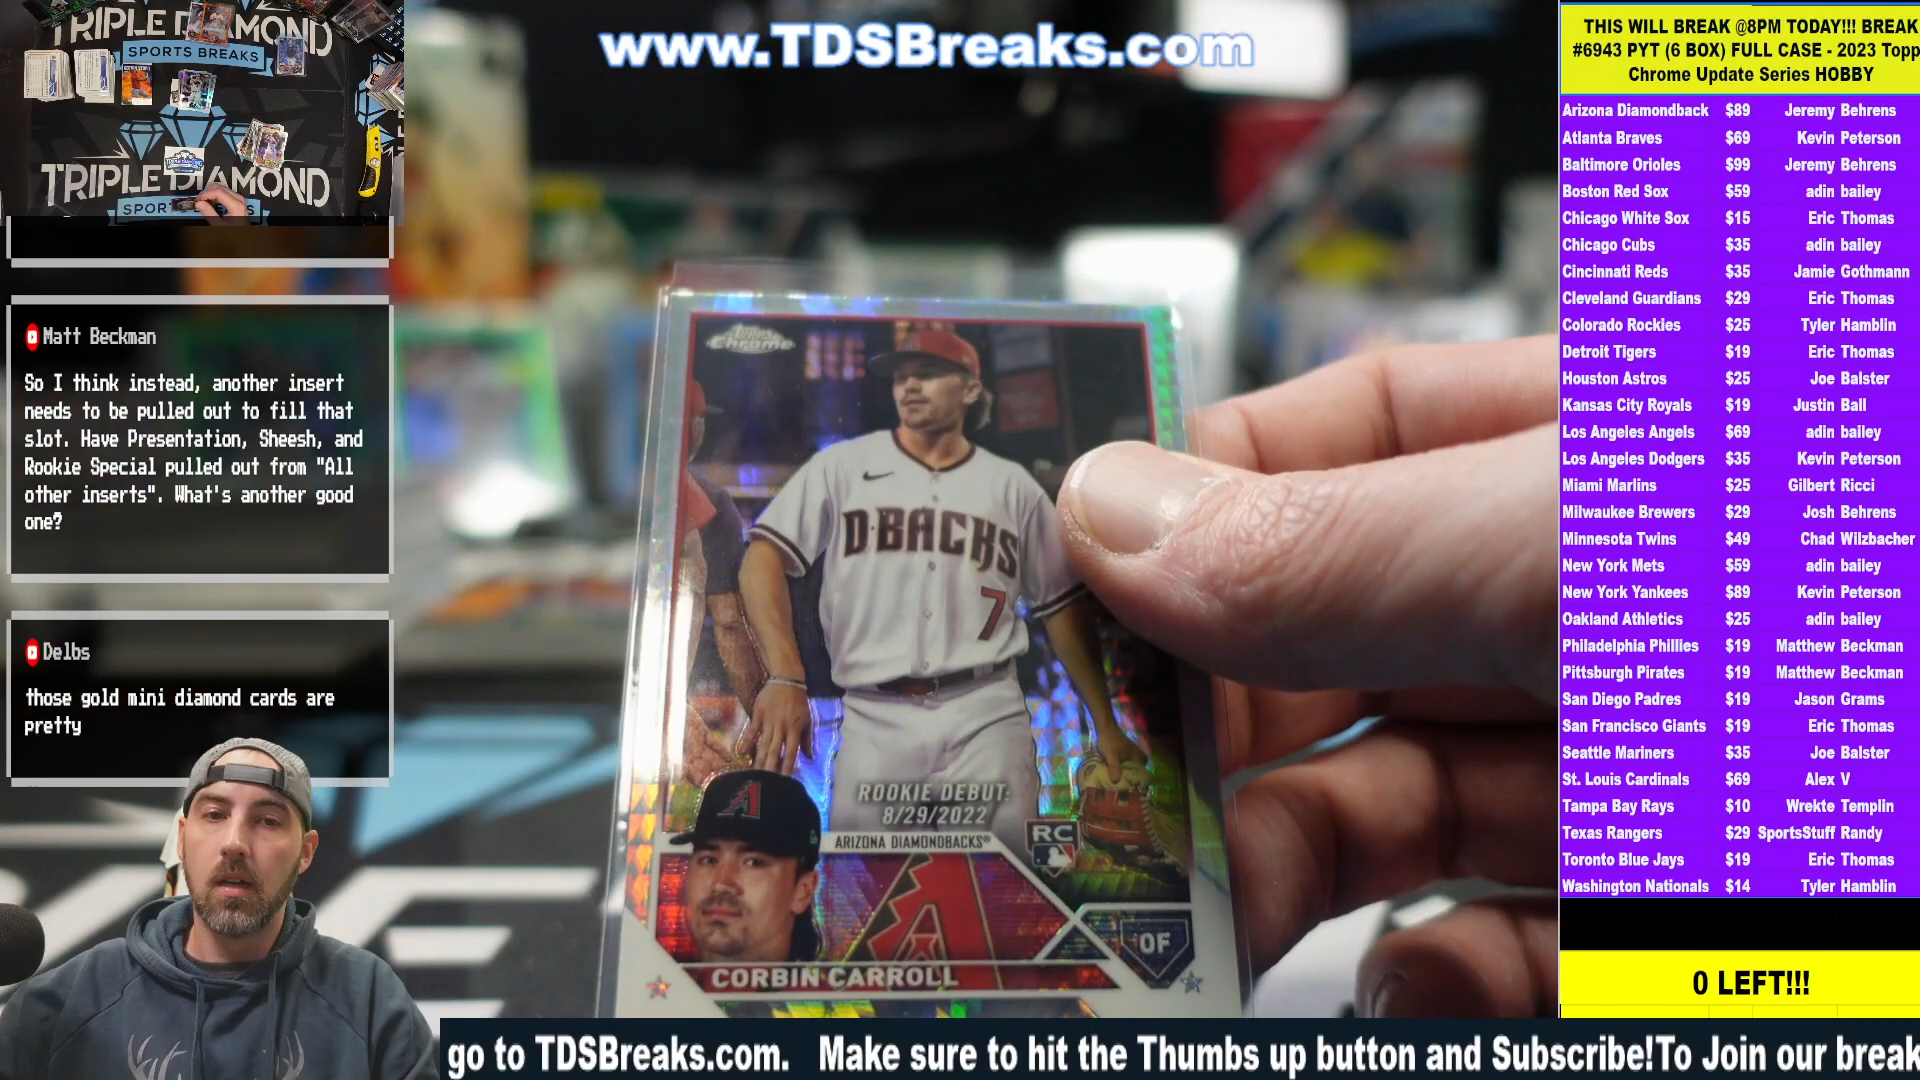 TRIPLE DIAMOND
SPORTS BREAKS
TRIPLE DIAMOND
www.TDSBreaks.com
Matt Beckman
So I think instead, another insert
needs to be pulled out to fill that
slot. Have Presentation, Sheesh, and
Rookie Special pulled out from "All
other inserts". What's another good
one?
Delbs
those gold mini diamond cards are
pretty
Topps
Chrome
D·BACKS
7
ROOKIE DEBUT:
8/29/2022
RC
ARIZONA DIAMONDBACKS®
A
A
OF
CORBIN CARROLL
THIS WILL BREAK @8PM TODAY!!! BREAK
#6943 PYT (6 BOX) FULL CASE - 2023 Topp
Chrome Update Series HOBBY
Arizona Diamondback $89 Jeremy Behrens
Atlanta Braves $69 Kevin Peterson
Baltimore Orioles $99 Jeremy Behrens
Boston Red Sox $59 adin bailey
Chicago White Sox $15 Eric Thomas
Chicago Cubs $35 adin bailey
Cincinnati Reds $35 Jamie Gothmann
Cleveland Guardians $29 Eric Thomas
Colorado Rockies $25 Tyler Hamblin
Detroit Tigers $19 Eric Thomas
Houston Astros $25 Joe Balster
Kansas City Royals $19 Justin Ball
Los Angeles Angels $69 adin bailey
Los Angeles Dodgers $35 Kevin Peterson
Miami Marlins $25 Gilbert Ricci
Milwaukee Brewers $29 Josh Behrens
Minnesota Twins $49 Chad Wilzbacher
New York Mets $59 adin bailey
New York Yankees $89 Kevin Peterson
Oakland Athletics $25 adin bailey
Philadelphia Phillies $19 Matthew Beckman
Pittsburgh Pirates $19 Matthew Beckman
San Diego Padres $19 Jason Grams
San Francisco Giants $19 Eric Thomas
Seattle Mariners $35 Joe Balster
St. Louis Cardinals $69 Alex V
Tampa Bay Rays $10 Wrekte Templin
Texas Rangers $29 SportsStuff Randy
Toronto Blue Jays $19 Eric Thomas
Washington Nationals $14 Tyler Hamblin
0 LEFT!!!
go to TDSBreaks.com. Make sure to hit the Thumbs up button and Subscribe!To Join our break